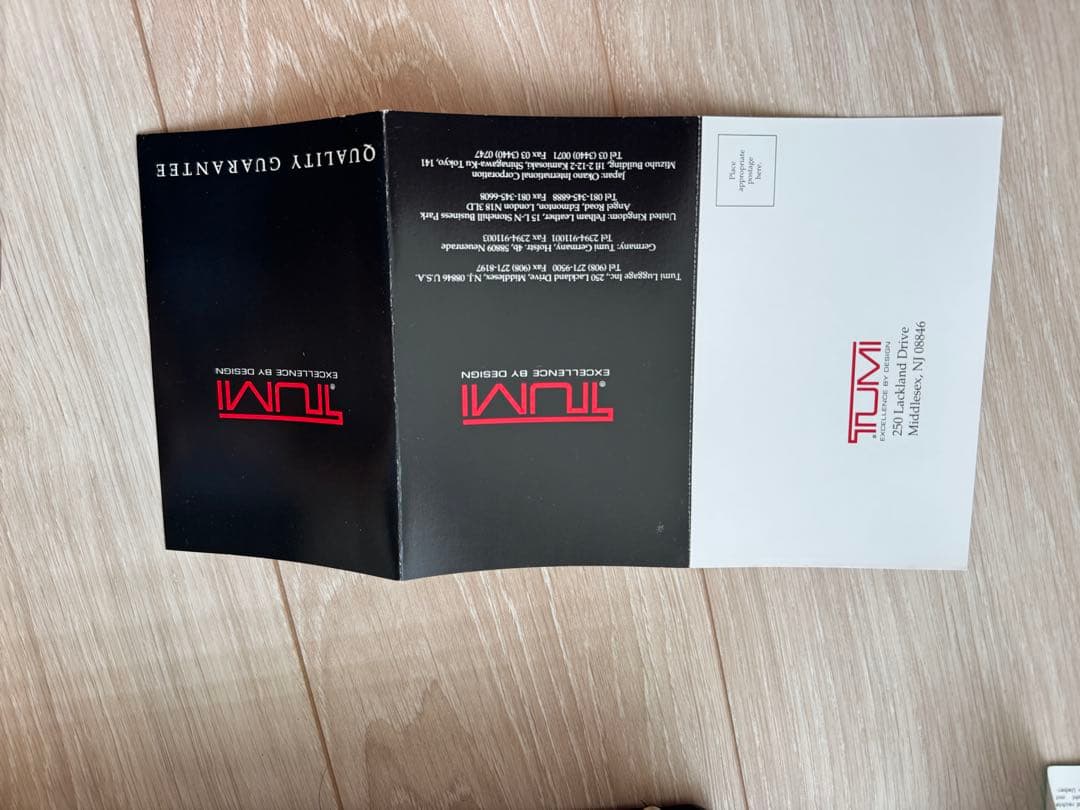 QUALITY GUARANTEE
TUMI®
EXCELLENCE BY DESIGN
TUMI®
EXCELLENCE BY DESIGN
Tumi Luggage Inc., 250 Lackland Drive, Middlesex, N.J. 08846 U.S.A.
Tel (908) 271-9500 Fax (908) 271-8197
Germany: Tumi Germany, Hofstr. 4b, 58809 Neuenrade
Tel 2394-911001 Fax 2394-911003
United Kingdom: Pelham Leather, 15 L-N Stonehill Business Park
Angel Road, Edmonton, London N18 3LD
Tel 081-345-6888 Fax 081-345-6608
Japan: Okano International Corporation
Mizuho Building, 1fl 2-12-2 Kamiosaki, Shinagawa-Ku Tokyo, 141
Tel 03 (3440) 0071 Fax 03 (3440) 0747
Place
appropriate
postage
here.
TUMI®
EXCELLENCE BY DESIGN
250 Lackland Drive
Middlesex, NJ 08846